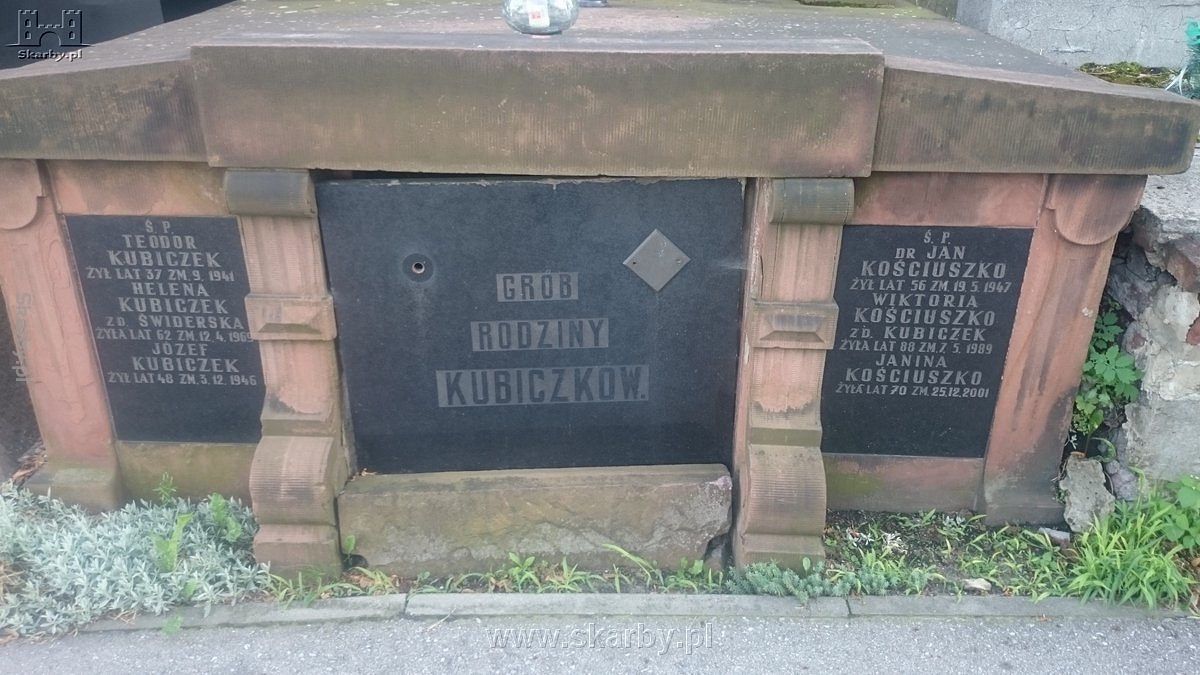 Skarby.pl
Ś. P.
TEODOR
KUBICZEK
ŻYŁ LAT 37 ZM. 9. 1941
HELENA
KUBICZEK
ZD. ŚWIDERSKA
ŻYŁA LAT 62 ZM. 12. 4. 1969
JÓZEF
KUBICZEK
ŻYŁ LAT 48 ZM. 3. 12. 1946
GRÓB
RODZINY
KUBICZKÓW.
Ś. P.
DR JAN
KOŚCIUSZKO
ŻYŁ LAT 56 ZM. 19. 5. 1947
WIKTORIA
KOŚCIUSZKO
ZD. KUBICZEK
ŻYŁA LAT 88 ZM. 7. 5. 1989
JANINA
KOŚCIUSZKO
ŻYŁA LAT 70 ZM. 25.12. 2001
www.skarby.pl